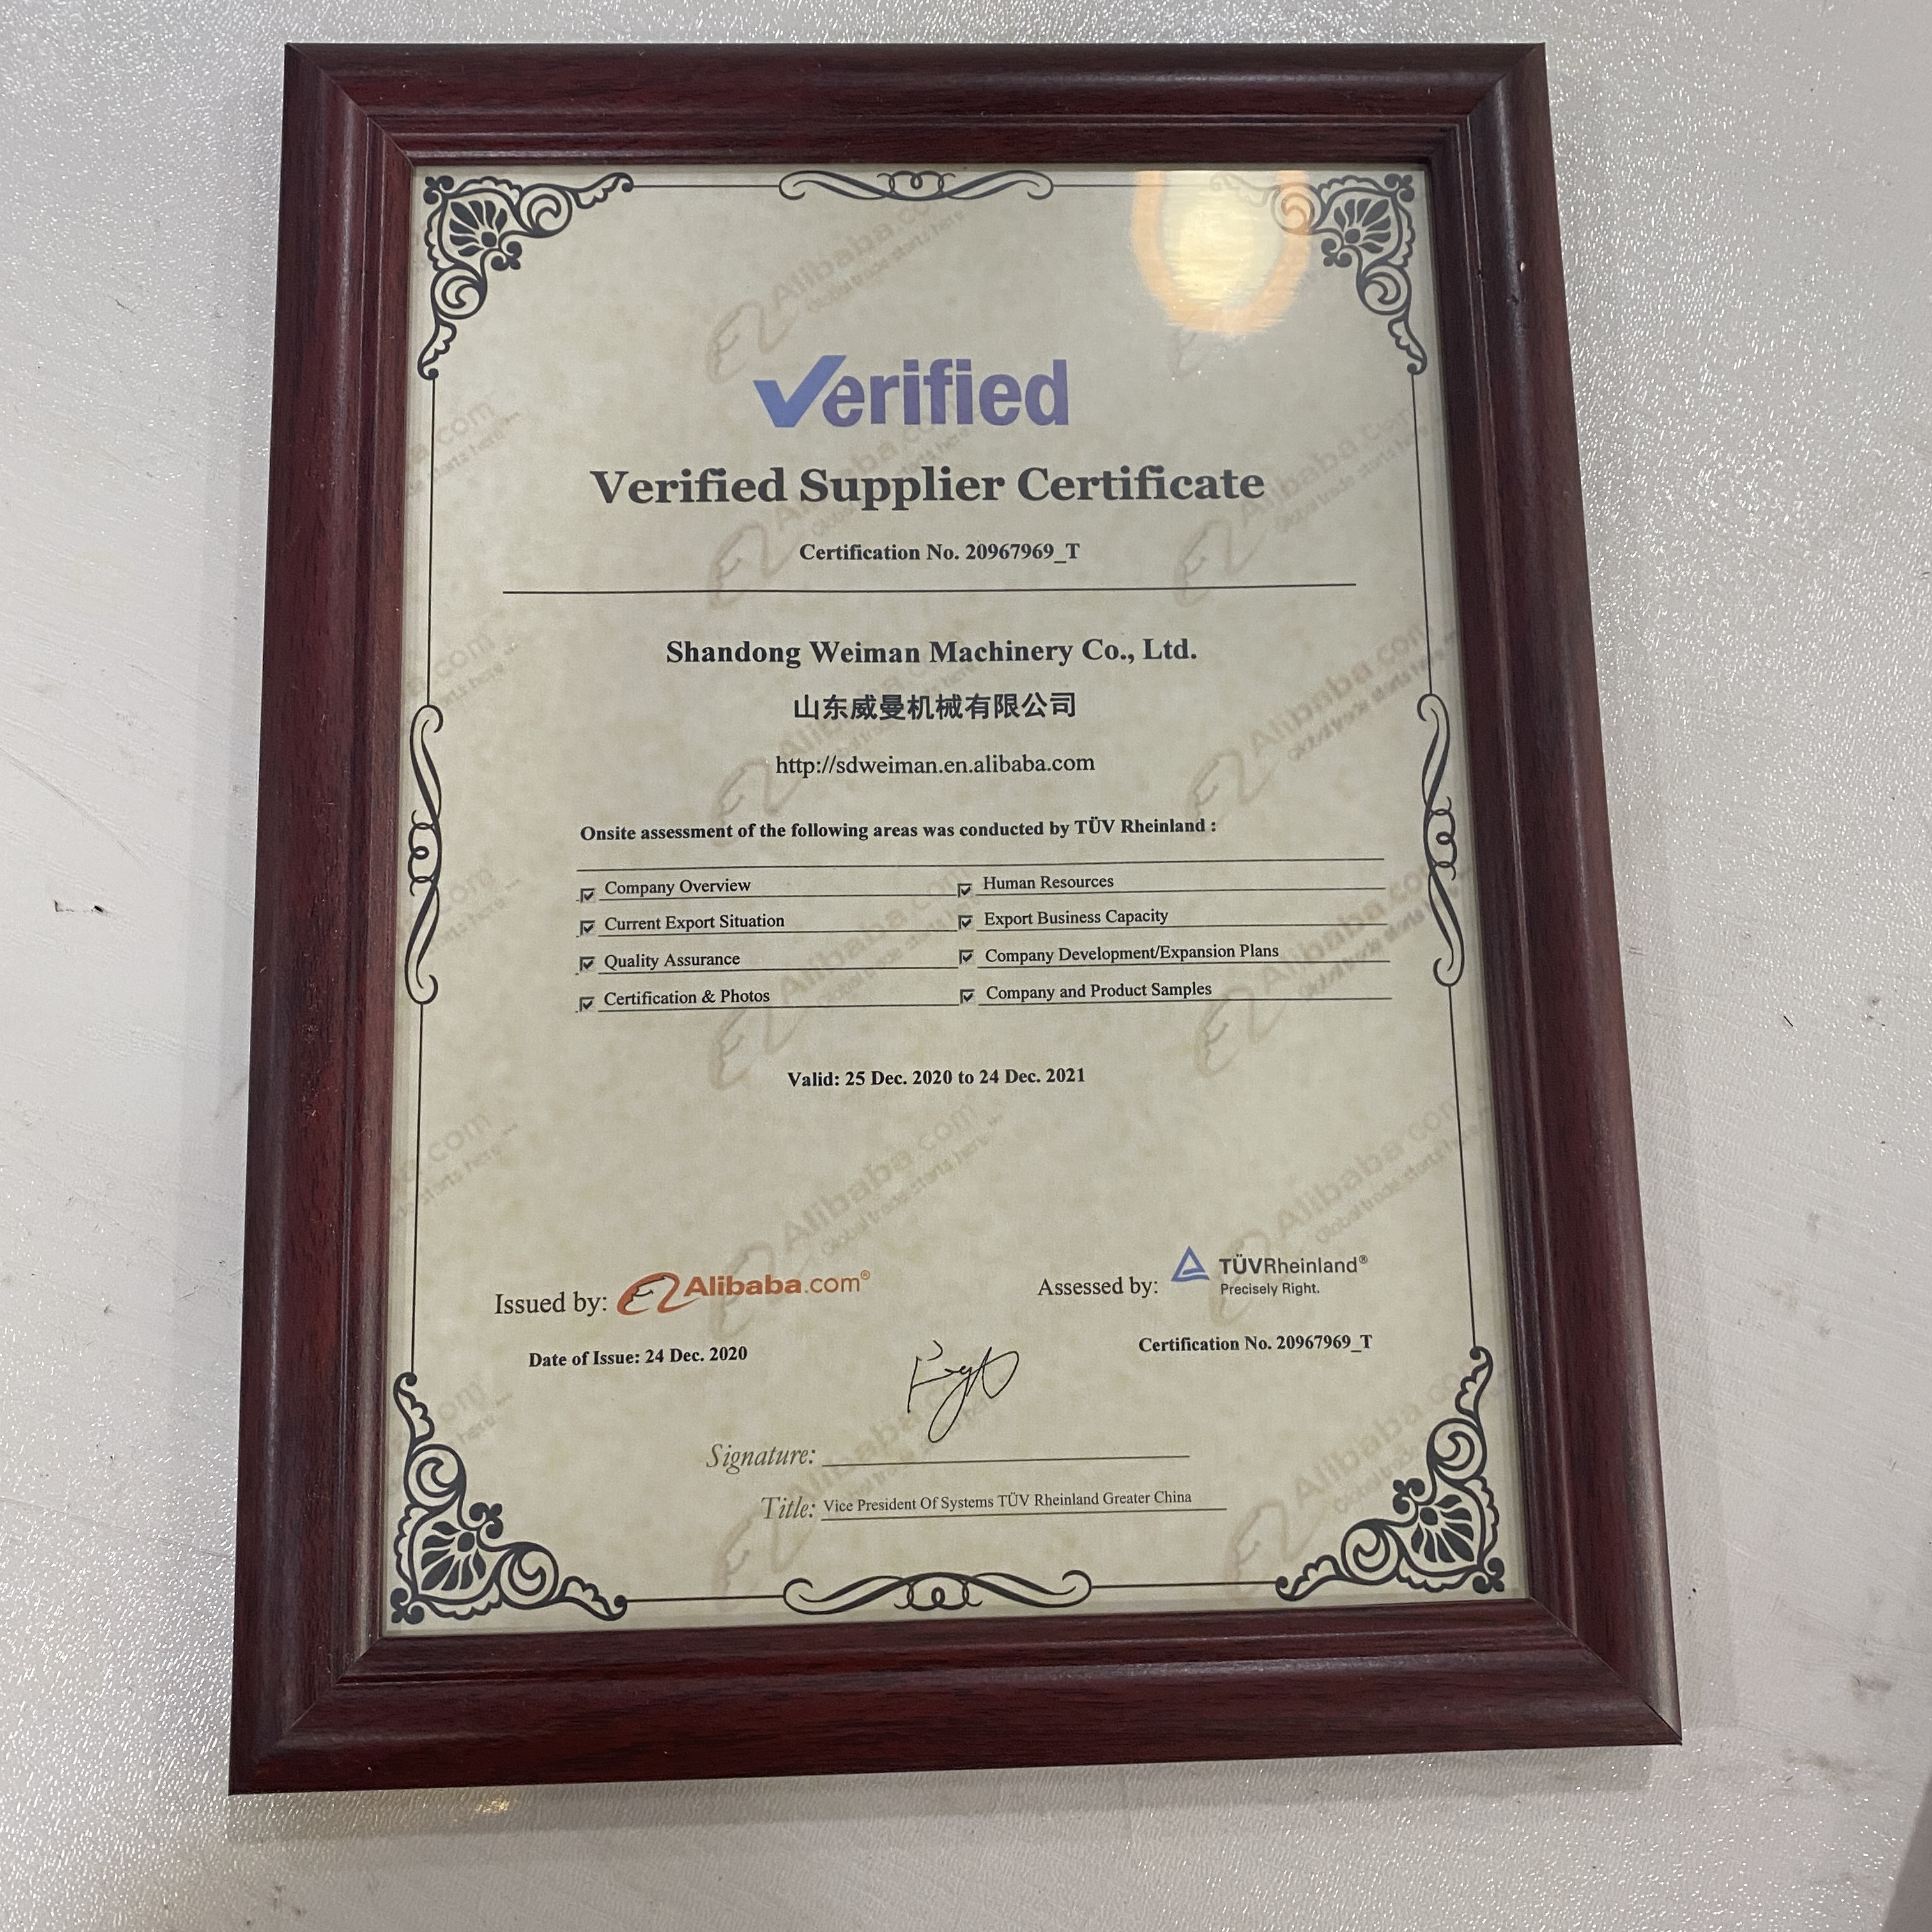 Verified
Verified Supplier Certificate
Certification No. 20967969_T
Shandong Weiman Machinery Co., Ltd.
山东威曼机械有限公司
http://sdweiman.en.alibaba.com
Onsite assessment of the following areas was conducted by TÜV Rheinland :
Company Overview Human Resources
Current Export Situation Export Business Capacity
Quality Assurance Company Development/Expansion Plans
Certification & Photos Company and Product Samples
Valid: 25 Dec. 2020 to 24 Dec. 2021
Issued by: Alibaba.com® Assessed by: TÜVRheinland®
Precisely Right.
Date of Issue: 24 Dec. 2020 Certification No. 20967969_T
Signature:
Title: Vice President Of Systems TÜV Rheinland Greater China